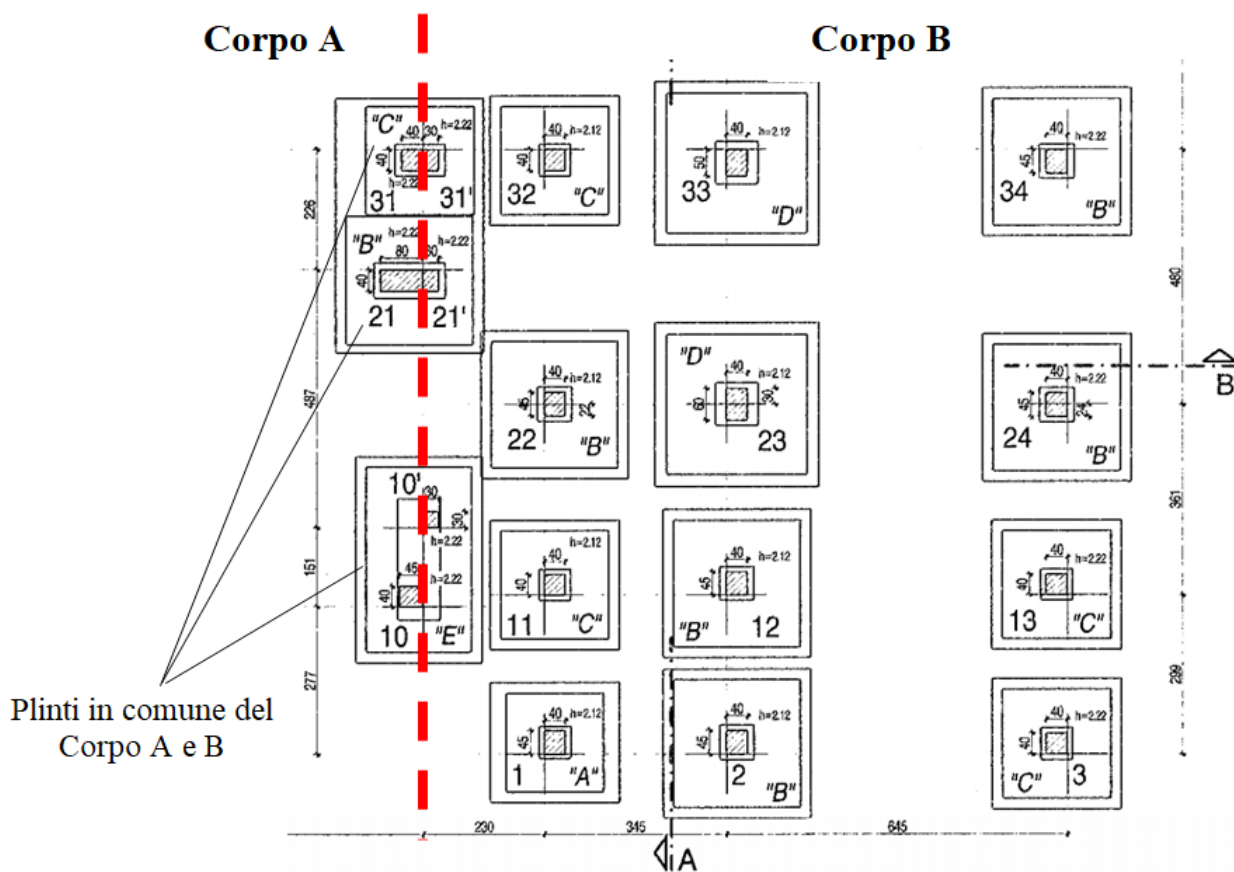 Corpo A
Corpo B
"C"
40
30
h=2.22
40
h=2.22
31
31'
40
h=2.12
40
32
"C"
40
h=2.12
50
33
"D"
40
h=2.22
45
34
"B"
226
"B"
h=2.22
h=2.22
80
40
21
21'
480
487
40
h=2.12
45
22
22
"B"
"D"
40
h=2.12
60
30
23
40
h=2.22
45
24
24
"B"
B
10'
30
30
h=2.22
151
45
h=2.22
40
10
"E"
40
h=2.12
40
11
"C"
40
h=2.12
45
"B"
12
40
h=2.22
40
13
"C"
361
277
299
Plinti in comune del
Corpo A e B
40
h=2.12
45
1
"A"
40
h=2.12
45
2
"B"
40
h=2.22
40
"C"
3
230
345
645
A